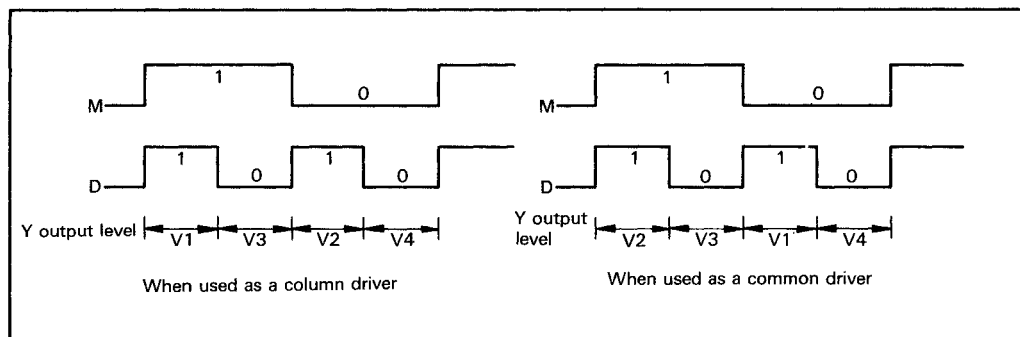 M 1 0
D 1 0 1 0
Y output level V1 V3 V2 V4
When used as a column driver
M 1 0
D 1 0 1 0
Y output
level V2 V3 V1 V4
When used as a common driver